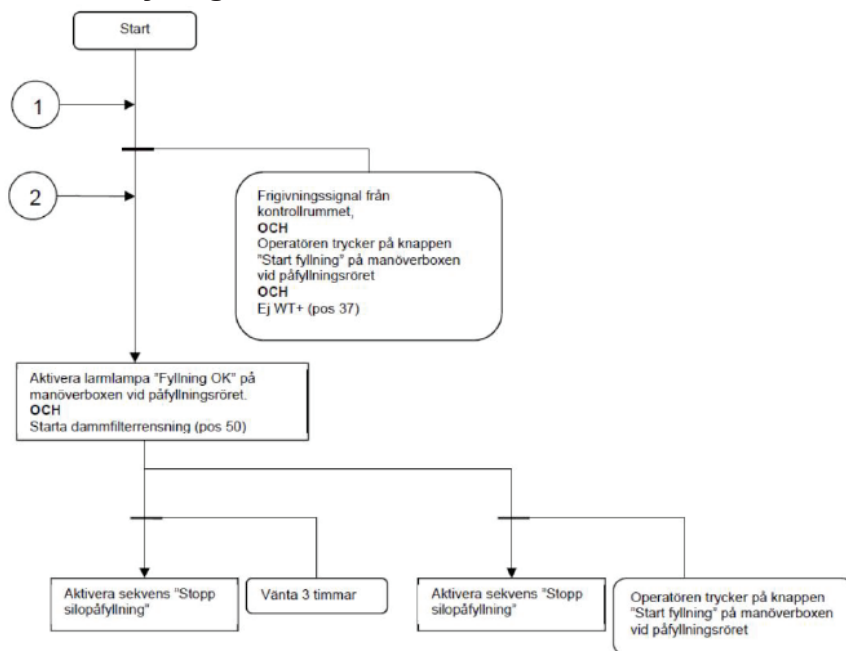 Start
1
2
Frigivningssignal från
kontrollrummet,
OCH
Operatören trycker på knappen
"Start fyllning" på manöverboxen
vid påfyllningsröret
OCH
Ej WT+ (pos 37)
Aktivera larmlampa "Fyllning OK" på
manöverboxen vid påfyllningsröret.
OCH
Starta dammfilterrensning (pos 50)
Aktivera sekvens "Stopp
silopåfyllning"
Vänta 3 timmar
Aktivera sekvens "Stopp
silopåfyllning"
Operatören trycker på knappen
"Start fyllning" på manöverboxen
vid påfyllningsröret